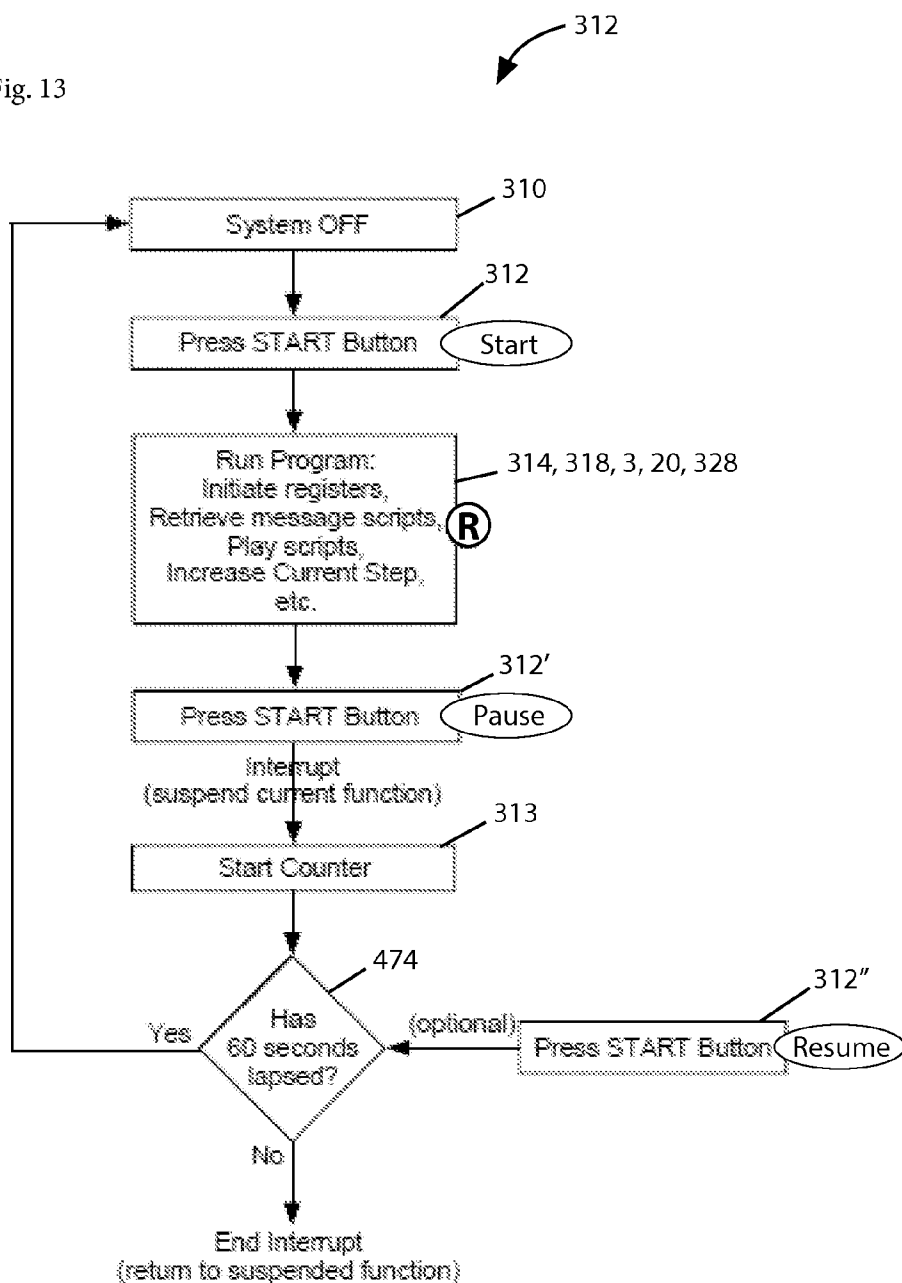 312
Fig. 13
310
System OFF
312
Press START Button
Start
314, 318, 3, 20, 328
Run Program:
Initiate registers,
Retrieve message scripts,
Play scripts,
Increase Current Step,
etc.
R
312′
Press START Button
Pause
Interrupt
(suspend current function)
313
Start Counter
474
Has
60 seconds
lapsed?
Yes
(optional)
312″
Press START Button
Resume
No
End Interrupt
(return to suspended function)